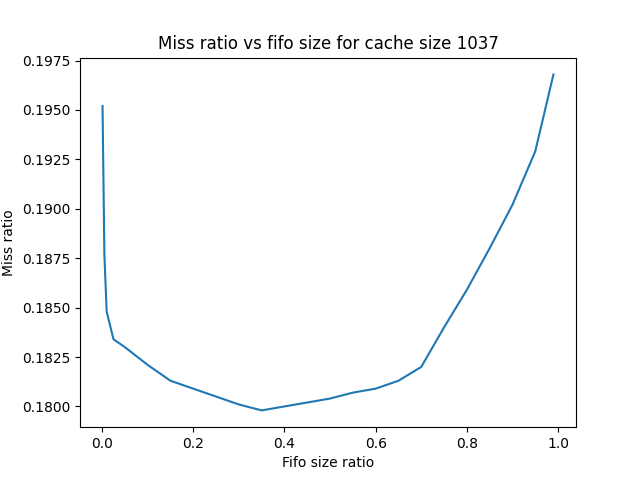 Miss ratio vs fifo size for cache size 1037
0.1975
0.1950
0.1925
0.1900
0.1875
0.1850
0.1825
0.1800
Miss ratio
0.0 0.2 0.4 0.6 0.8 1.0
Fifo size ratio